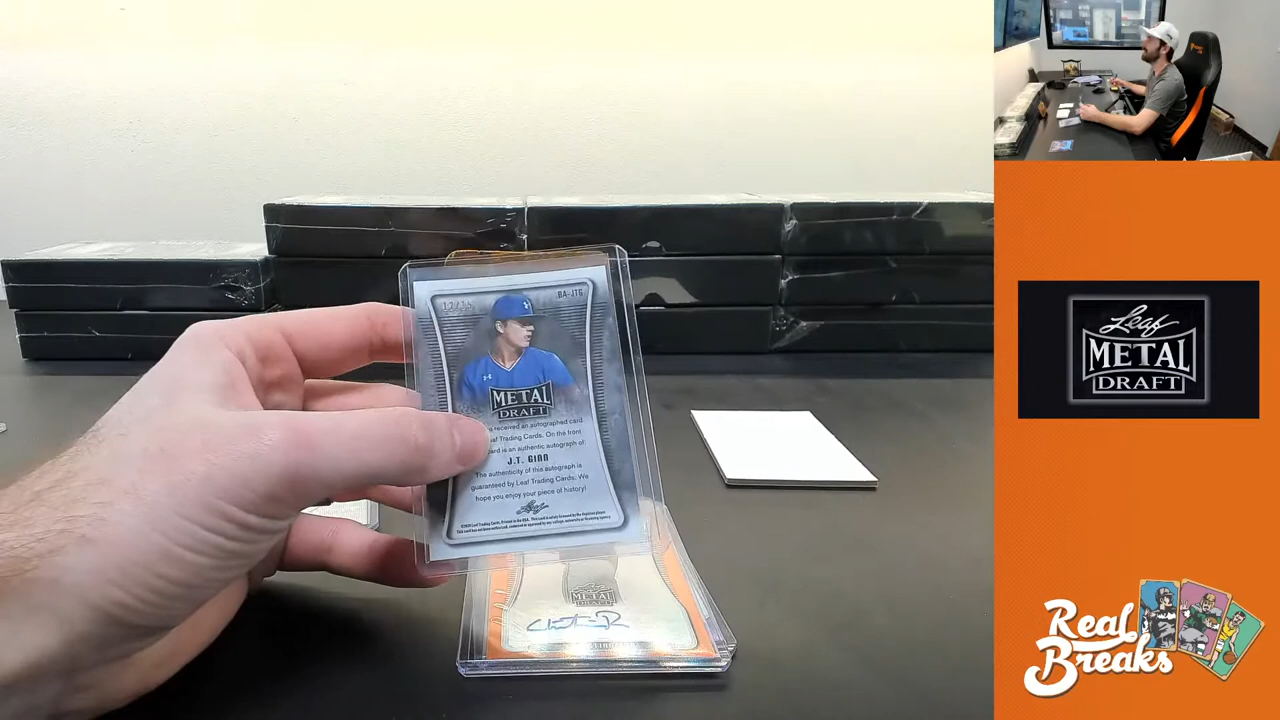 BA-JTG
METAL
DRAFT
received an autographed card
Leaf Trading Cards. On the front
card is an authentic autograph of
J.T. GINN
The authenticity of this autograph is
guaranteed by Leaf Trading Cards. We
hope you enjoy your piece of history!
Leaf
METAL
DRAFT
Leaf
METAL
DRAFT
Real
Breaks